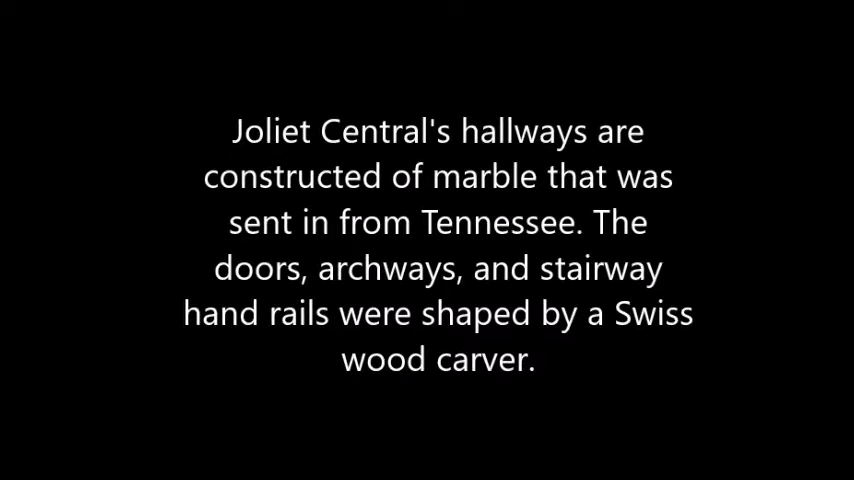 Joliet Central's hallways are
constructed of marble that was
sent in from Tennessee. The
doors, archways, and stairway
hand rails were shaped by a Swiss
wood carver.